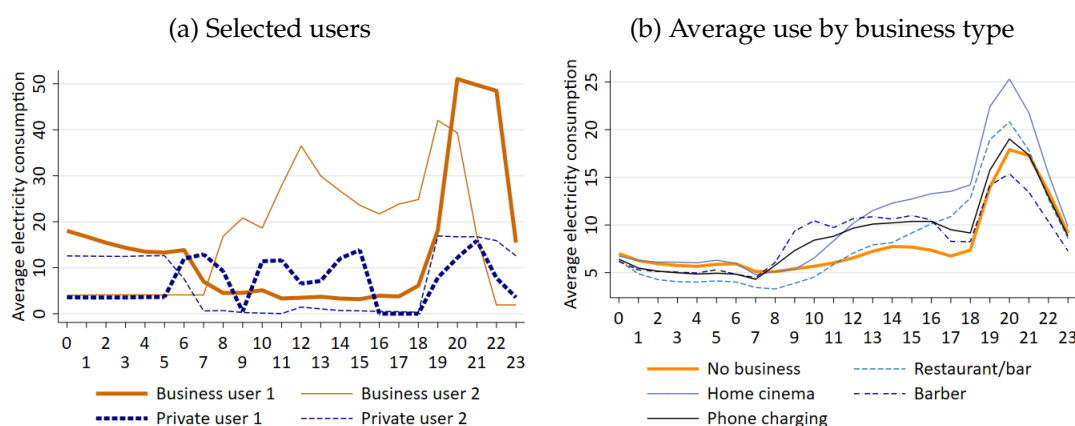 (a) Selected users
Average electricity consumption
50
40
30
20
10
0
0 2 4 6 8 10 12 14 16 18 20 22
1 3 5 7 9 11 13 15 17 19 21 23
Business user 1 Business user 2
Private user 1 Private user 2
(b) Average use by business type
Average electricity consumption
25
20
15
10
5
0 2 4 6 8 10 12 14 16 18 20 22
1 3 5 7 9 11 13 15 17 19 21 23
No business Restaurant/bar
Home cinema Barber
Phone charging